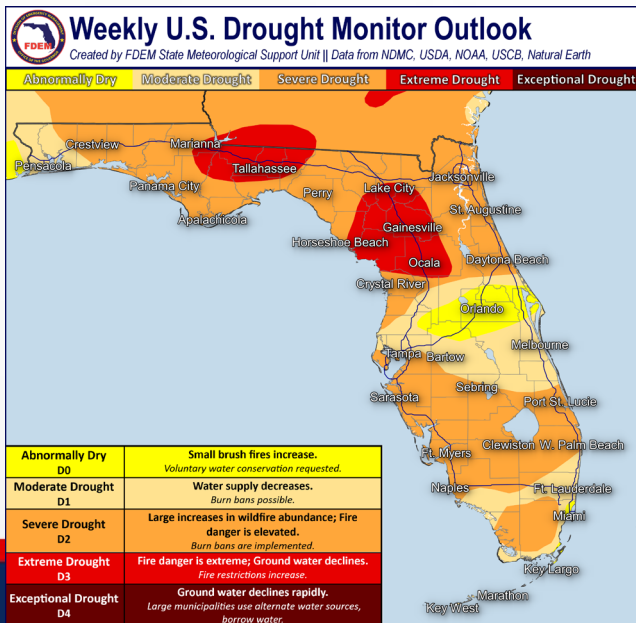 FDEM
Weekly U.S. Drought Monitor Outlook
Created by FDEM State Meteorological Support Unit || Data from NDMC, USDA, NOAA, USCB, Natural Earth
Abnormally Dry Moderate Drought Severe Drought Extreme Drought Exceptional Drought
Crestview
Marianna
Pensacola
Tallahassee
Panama City
Apalachicola
Perry
Lake City
Jacksonville
St. Augustine
Gainesville
Horseshoe Beach
Ocala
Daytona Beach
Crystal River
Orlando
Melbourne
Tampa
Bartow
Sebring
Sarasota
Port St. Lucie
Clewiston
W. Palm Beach
Ft. Myers
Naples
Ft. Lauderdale
Miami
Key Largo
Marathon
Key West
Abnormally Dry
D0
Small brush fires increase.
Voluntary water conservation requested.
Moderate Drought
D1
Water supply decreases.
Burn bans possible.
Severe Drought
D2
Large increases in wildfire abundance; Fire
danger is elevated.
Burn bans are implemented.
Extreme Drought
D3
Fire danger is extreme; Ground water declines.
Fire restrictions increase.
Exceptional Drought
D4
Ground water declines rapidly.
Large municipalities use alternate water sources,
borrow water.